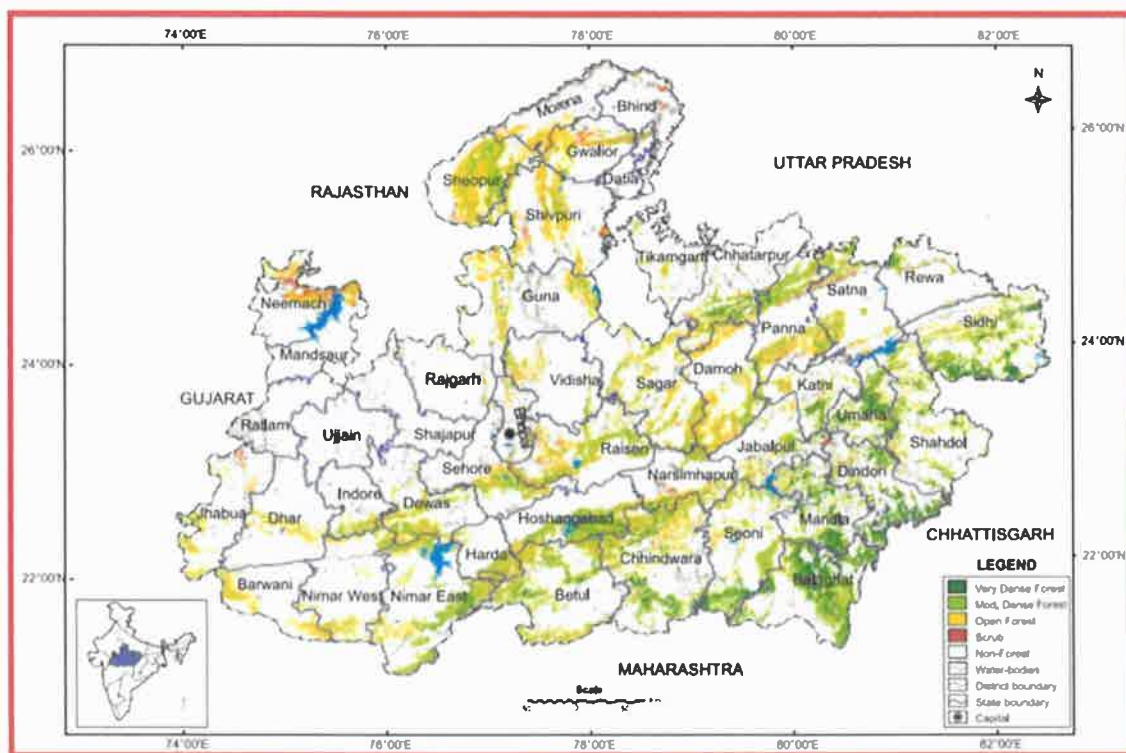 74°00'E 76°00'E 78°00'E 80°00'E 82°00'E
N
26°00'N
26°00'N
UTTAR PRADESH
RAJASTHAN
Morena
Bhind
Gwalior
Sheopur
Datia
Shivpuri
Tikamgarh
Chhatarpur
Rewa
Neemach
Guna
Satna
Panna
Sidhi
24°00'N
24°00'N
Mandsaur
Rajgarh
Vidisha
Sagar
Damoh
Katni
GUJARAT
Umaria
Ratlam
Ujjain
Shajapur
Bhopal
Raisen
Jabalpur
Shahdol
Sehore
Narsimhapur
Dindori
Indore
Dewas
Jhabua
Dhar
Hoshangabad
Mandla
Seoni
CHHATTISGARH
Harda
Chhindwara
22°00'N
22°00'N
Barwani
Nimar West
Nimar East
Betul
Balaghat
LEGEND
Very Dense Forest
Mod. Dense Forest
Open Forest
Scrub
Non-Forest
Water-bodies
District boundary
State boundary
Capital
MAHARASHTRA
Scale
74°00'E 76°00'E 78°00'E 80°00'E 82°00'E